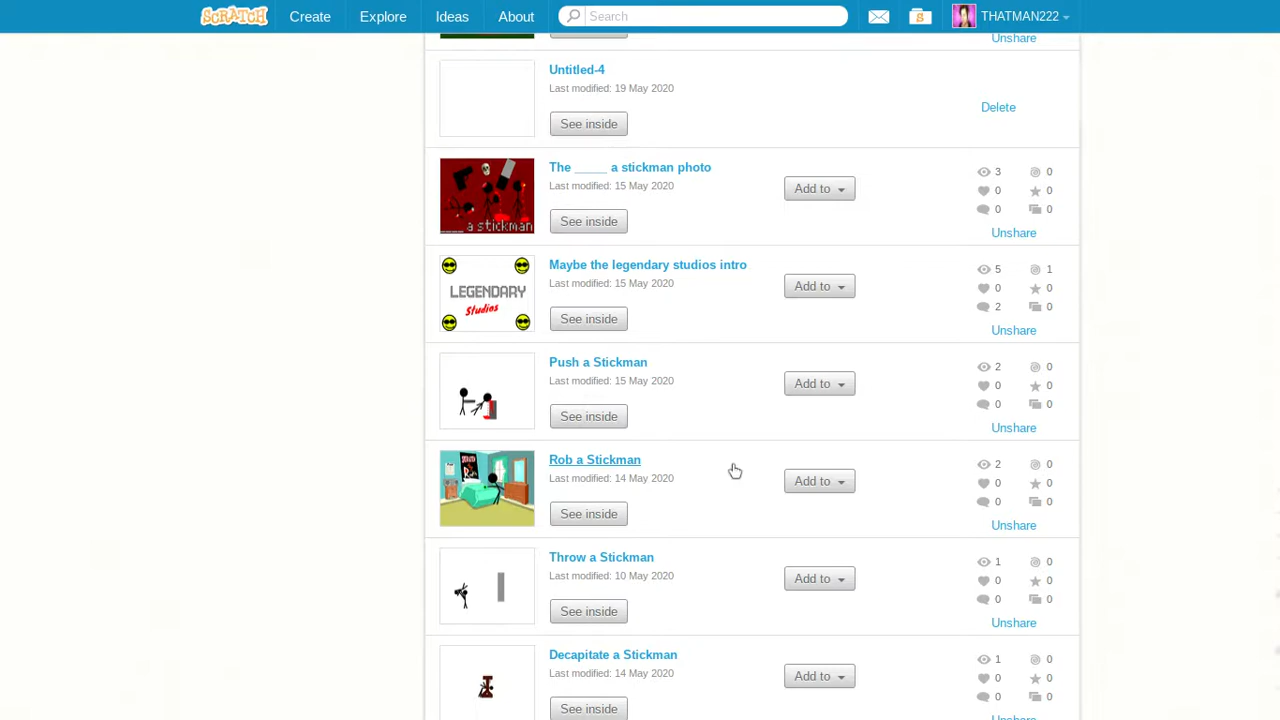 SCRATCH Create Explore Ideas About Search THATMAN222
Unshare
Untitled-4
Last modified: 19 May 2020
Delete
See inside
The _____ a stickman photo
Last modified: 15 May 2020
Add to
See inside
3 0
0 0
0 0
Unshare
____ a stickman
Maybe the legendary studios intro
Last modified: 15 May 2020
Add to
See inside
5 1
0 0
2 0
Unshare
LEGENDARY
Studios
Push a Stickman
Last modified: 15 May 2020
Add to
See inside
2 0
0 0
0 0
Unshare
Rob a Stickman
Last modified: 14 May 2020
Add to
See inside
2 0
0 0
0 0
Unshare
Throw a Stickman
Last modified: 10 May 2020
Add to
See inside
1 0
0 0
0 0
Unshare
Decapitate a Stickman
Last modified: 14 May 2020
Add to
See inside
1 0
0 0
0 0
Unshare